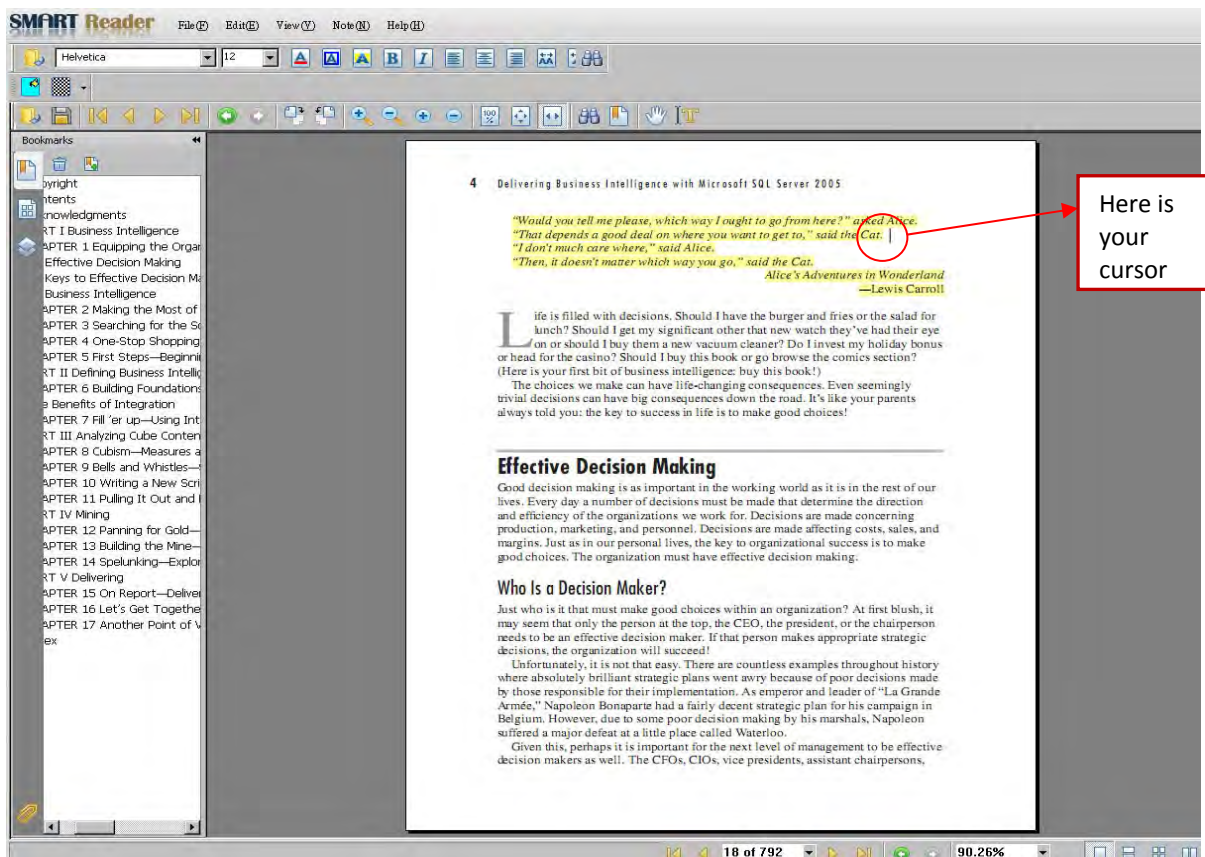 SMART Reader File(F) Edit(E) View(V) Note(N) Help(H)
Helvetica 12
Bookmarks
pyright
ntents
knowledgments
RT I Business Intelligence
APTER 1 Equipping the Organ
Effective Decision Making
Keys to Effective Decision Ma
Business Intelligence
APTER 2 Making the Most of
APTER 3 Searching for the So
APTER 4 One-Stop Shopping
APTER 5 First Steps—Beginni
RT II Defining Business Intellig
APTER 6 Building Foundations
e Benefits of Integration
APTER 7 Fill 'er up—Using Int
RT III Analyzing Cube Conten
APTER 8 Cubism—Measures a
APTER 9 Bells and Whistles—
APTER 10 Writing a New Scri
APTER 11 Pulling It Out and
RT IV Mining
APTER 12 Panning for Gold—
APTER 13 Building the Mine—
APTER 14 Spelunking—Explor
RT V Delivering
APTER 15 On Report—Deliver
APTER 16 Let's Get Togethe
APTER 17 Another Point of V
ex
4 Delivering Business Intelligence with Microsoft SQL Server 2005
"Would you tell me please, which way I ought to go from here?" asked Alice.
"That depends a good deal on where you want to get to," said the Cat.
"I don't much care where," said Alice.
"Then, it doesn't matter which way you go," said the Cat.
Alice's Adventures in Wonderland
—Lewis Carroll
Life is filled with decisions. Should I have the burger and fries or the salad for
lunch? Should I get my significant other that new watch they've had their eye
on or should I buy them a new vacuum cleaner? Do I invest my holiday bonus
or head for the casino? Should I buy this book or go browse the comics section?
(Here is your first bit of business intelligence: buy this book!)
The choices we make can have life-changing consequences. Even seemingly
trivial decisions can have big consequences down the road. It's like your parents
always told you: the key to success in life is to make good choices!
Effective Decision Making
Good decision making is as important in the working world as it is in the rest of our
lives. Every day a number of decisions must be made that determine the direction
and efficiency of the organizations we work for. Decisions are made concerning
production, marketing, and personnel. Decisions are made affecting costs, sales, and
margins. Just as in our personal lives, the key to organizational success is to make
good choices. The organization must have effective decision making.
Who Is a Decision Maker?
Just who is it that must make good choices within an organization? At first blush, it
may seem that only the person at the top, the CEO, the president, or the chairperson
needs to be an effective decision maker. If that person makes appropriate strategic
decisions, the organization will succeed!
Unfortunately, it is not that easy. There are countless examples throughout history
where absolutely brilliant strategic plans went awry because of poor decisions made
by those responsible for their implementation. As emperor and leader of "La Grande
Armée," Napoleon Bonaparte had a fairly decent strategic plan for his campaign in
Belgium. However, due to some poor decision making by his marshals, Napoleon
suffered a major defeat at a little place called Waterloo.
Given this, perhaps it is important for the next level of management to be effective
decision makers as well. The CFOs, CIOs, vice presidents, assistant chairpersons,
Here is
your
cursor
18 of 792 90.26%